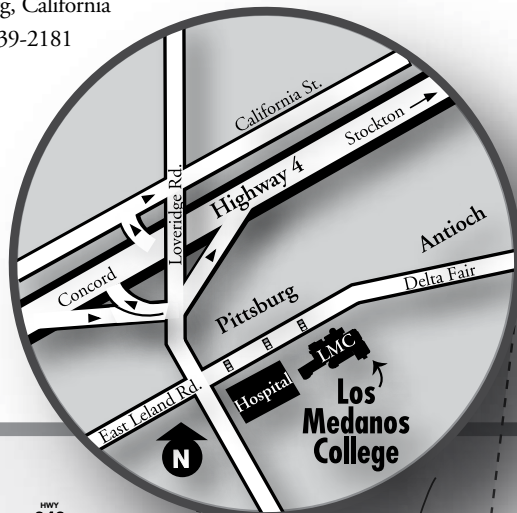 g, California
39-2181
California St.
Stockton
Highway 4
Loveridge Rd.
Concord
Antioch
Delta Fair
Pittsburg
LMC
Hospital
East Leland Rd.
Los
Medanos
College
N
HWY